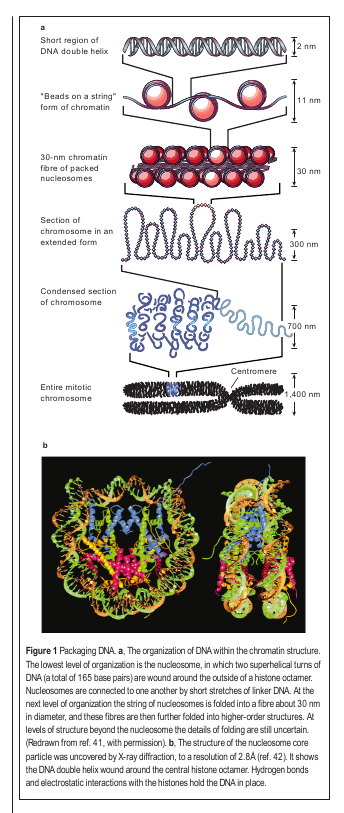 a
Short region of
DNA double helix
2 nm
"Beads on a string"
form of chromatin
11 nm
30-nm chromatin
fibre of packed
nucleosomes
30 nm
Section of
chromosome in an
extended form
300 nm
Condensed section
of chromosome
700 nm
Centromere
Entire mitotic
chromosome
1,400 nm
b
Figure 1 Packaging DNA. a, The organization of DNA within the chromatin structure.
The lowest level of organization is the nucleosome, in which two superhelical turns of
DNA (a total of 165 base pairs) are wound around the outside of a histone octamer.
Nucleosomes are connected to one another by short stretches of linker DNA. At the
next level of organization the string of nucleosomes is folded into a fibre about 30 nm
in diameter, and these fibres are then further folded into higher-order structures. At
levels of structure beyond the nucleosome the details of folding are still uncertain.
(Redrawn from ref. 41, with permission). b, The structure of the nucleosome core
particle was uncovered by X-ray diffraction, to a resolution of 2.8Å (ref. 42). It shows
the DNA double helix wound around the central histone octamer. Hydrogen bonds
and electrostatic interactions with the histones hold the DNA in place.